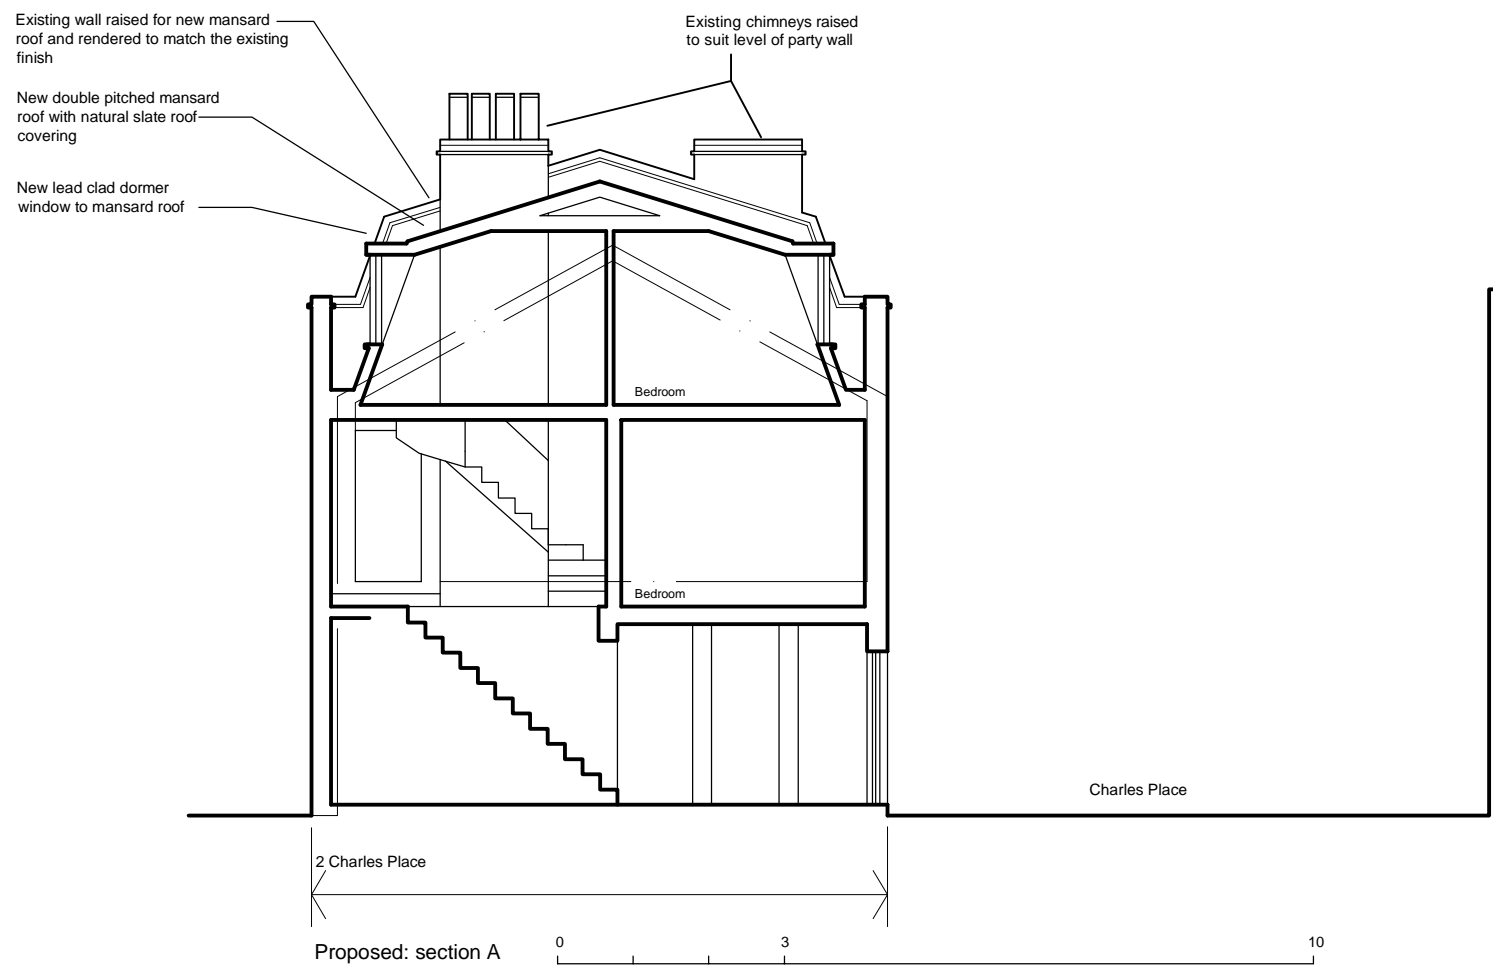 Existing wall raised for new mansard
roof and rendered to match the existing
finish
Existing chimneys raised
to suit level of party wall
New double pitched mansard
roof with natural slate roof
covering
New lead clad dormer
window to mansard roof
Bedroom
Bedroom
Charles Place
2 Charles Place
Proposed: section A
0
3
10